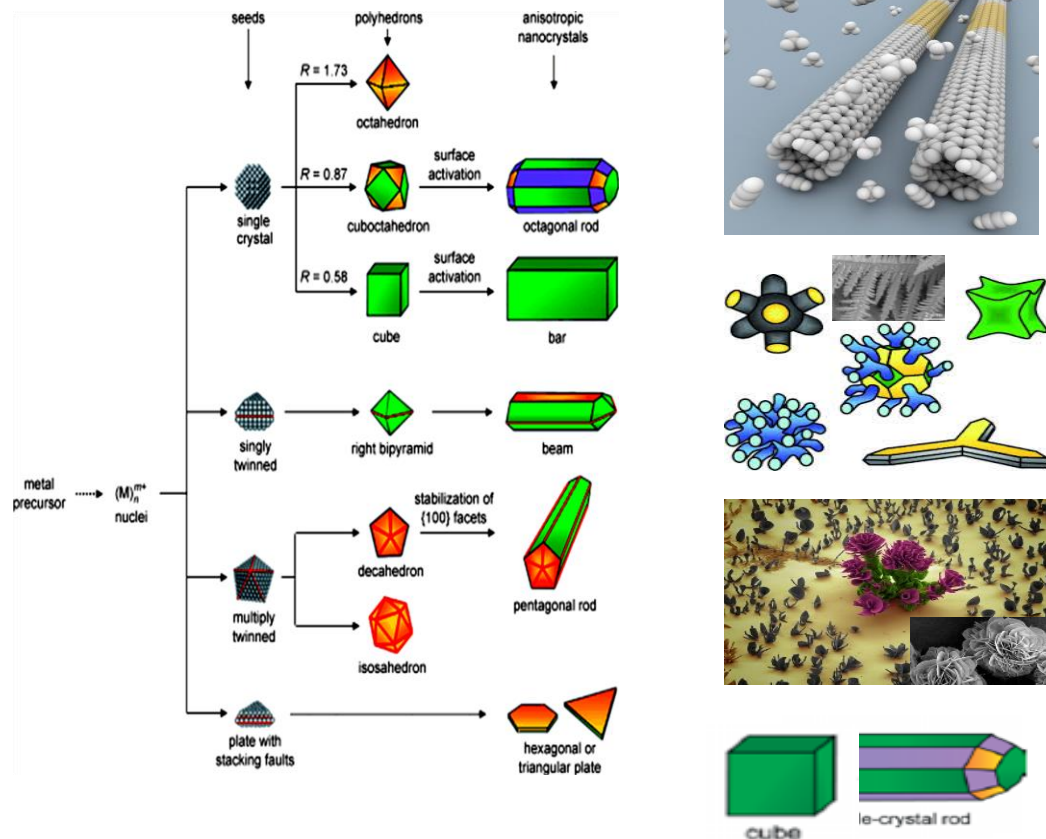 seeds
polyhedrons
anisotropic
nanocrystals
R = 1.73
octahedron
R = 0.87
surface
activation
single
crystal
cuboctahedron
octagonal rod
R = 0.58
surface
activation
cube
bar
singly
twinned
right bipyramid
beam
metal
precursor
(M)ₙᵐ⁺
nuclei
stabilization of
{100} facets
decahedron
pentagonal rod
multiply
twinned
isosahedron
plate with
stacking faults
hexagonal or
triangular plate
cube
le-crystal rod